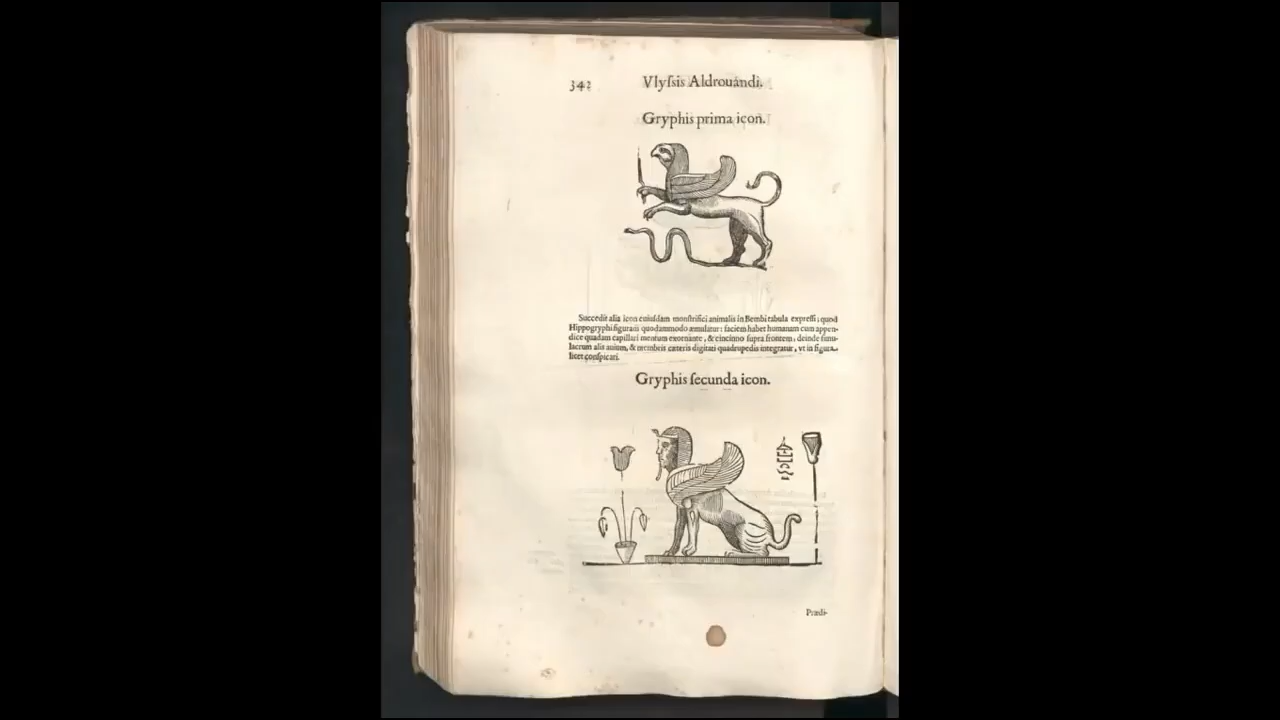 342 Vlyſsis Aldrouandi.
Gryphis prima icon.
Succedit alia icon cuiuſdam monſtrifici animalis in Bembi tabula expreſſi; quod
Hippogryphi figuram quodammodo æmulatur: faciem habet humanam cum appen-
dice quadam capillari mentum exornante, & cincinno ſupra frontem, deinde ſimu-
lacrum alis auium, & membris cæteris digitati quadrupedis integratur, vt in figura
licet conſpicari.
Gryphis ſecunda icon.
Prædi-